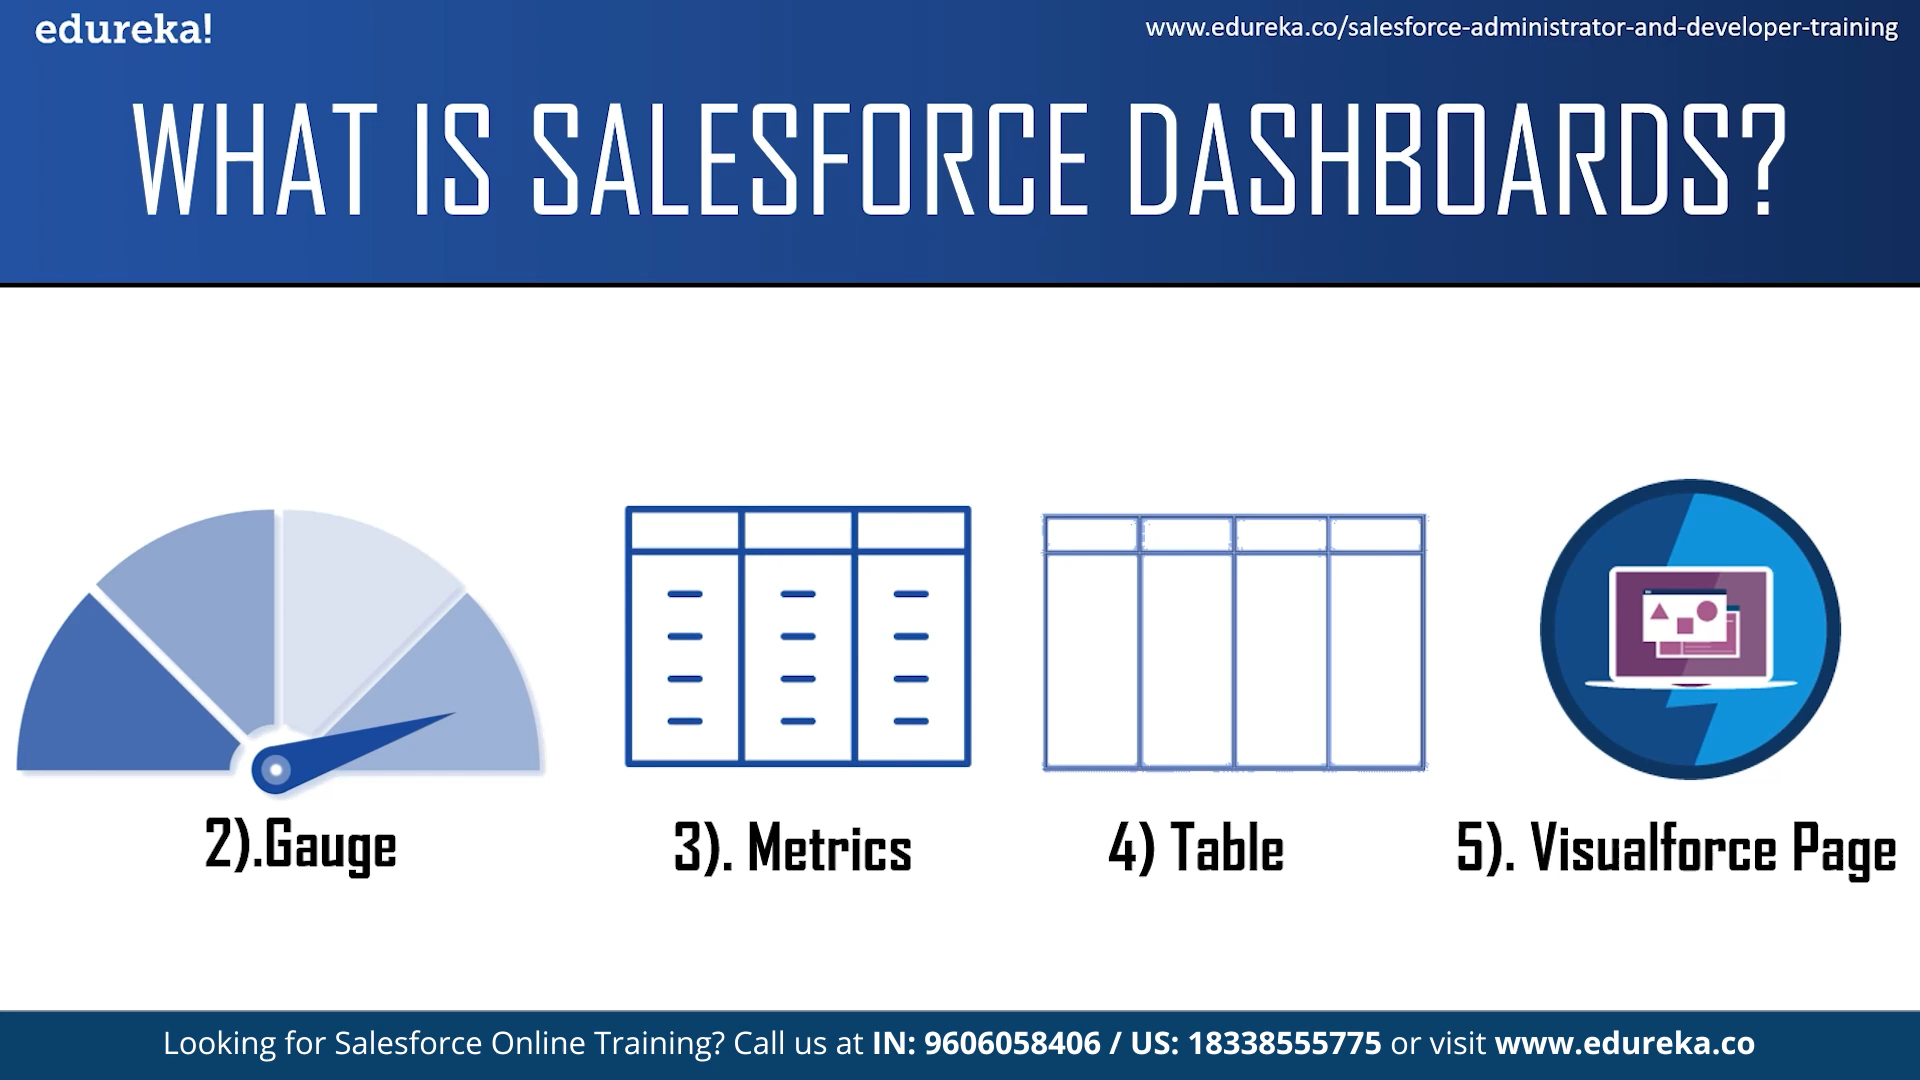 edureka!
www.edureka.co/salesforce-administrator-and-developer-training
WHAT IS SALESFORCE DASHBOARDS?
2).Gauge
3). Metrics
4) Table
5). Visualforce Page
Looking for Salesforce Online Training? Call us at IN: 9606058406 / US: 18338555775 or visit www.edureka.co